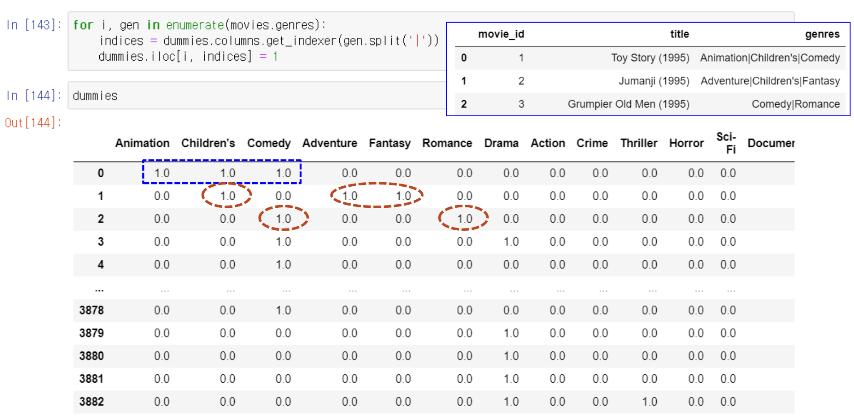 In [143]: for i, gen in enumerate(movies.genres):
indices = dummies.columns.get_indexer(gen.split('|'))
dummies.iloc[i, indices] = 1
movie_id title genres
0 1 Toy Story (1995) Animation|Children's|Comedy
1 2 Jumanji (1995) Adventure|Children's|Fantasy
2 3 Grumpier Old Men (1995) Comedy|Romance
In [144]: dummies
Out[144]:
Animation Children's Comedy Adventure Fantasy Romance Drama Action Crime Thriller Horror Sci-Fi Documen
0 1.0 1.0 1.0 0.0 0.0 0.0 0.0 0.0 0.0 0.0 0.0 0.0
1 0.0 1.0 0.0 1.0 1.0 0.0 0.0 0.0 0.0 0.0 0.0 0.0
2 0.0 0.0 1.0 0.0 0.0 1.0 0.0 0.0 0.0 0.0 0.0 0.0
3 0.0 0.0 1.0 0.0 0.0 0.0 1.0 0.0 0.0 0.0 0.0 0.0
4 0.0 0.0 1.0 0.0 0.0 0.0 0.0 0.0 0.0 0.0 0.0 0.0
... ... ... ... ... ... ... ... ... ... ... ... ...
3878 0.0 0.0 1.0 0.0 0.0 0.0 0.0 0.0 0.0 0.0 0.0 0.0
3879 0.0 0.0 0.0 0.0 0.0 0.0 1.0 0.0 0.0 0.0 0.0 0.0
3880 0.0 0.0 0.0 0.0 0.0 0.0 1.0 0.0 0.0 0.0 0.0 0.0
3881 0.0 0.0 0.0 0.0 0.0 0.0 1.0 0.0 0.0 0.0 0.0 0.0
3882 0.0 0.0 0.0 0.0 0.0 0.0 1.0 0.0 0.0 1.0 0.0 0.0